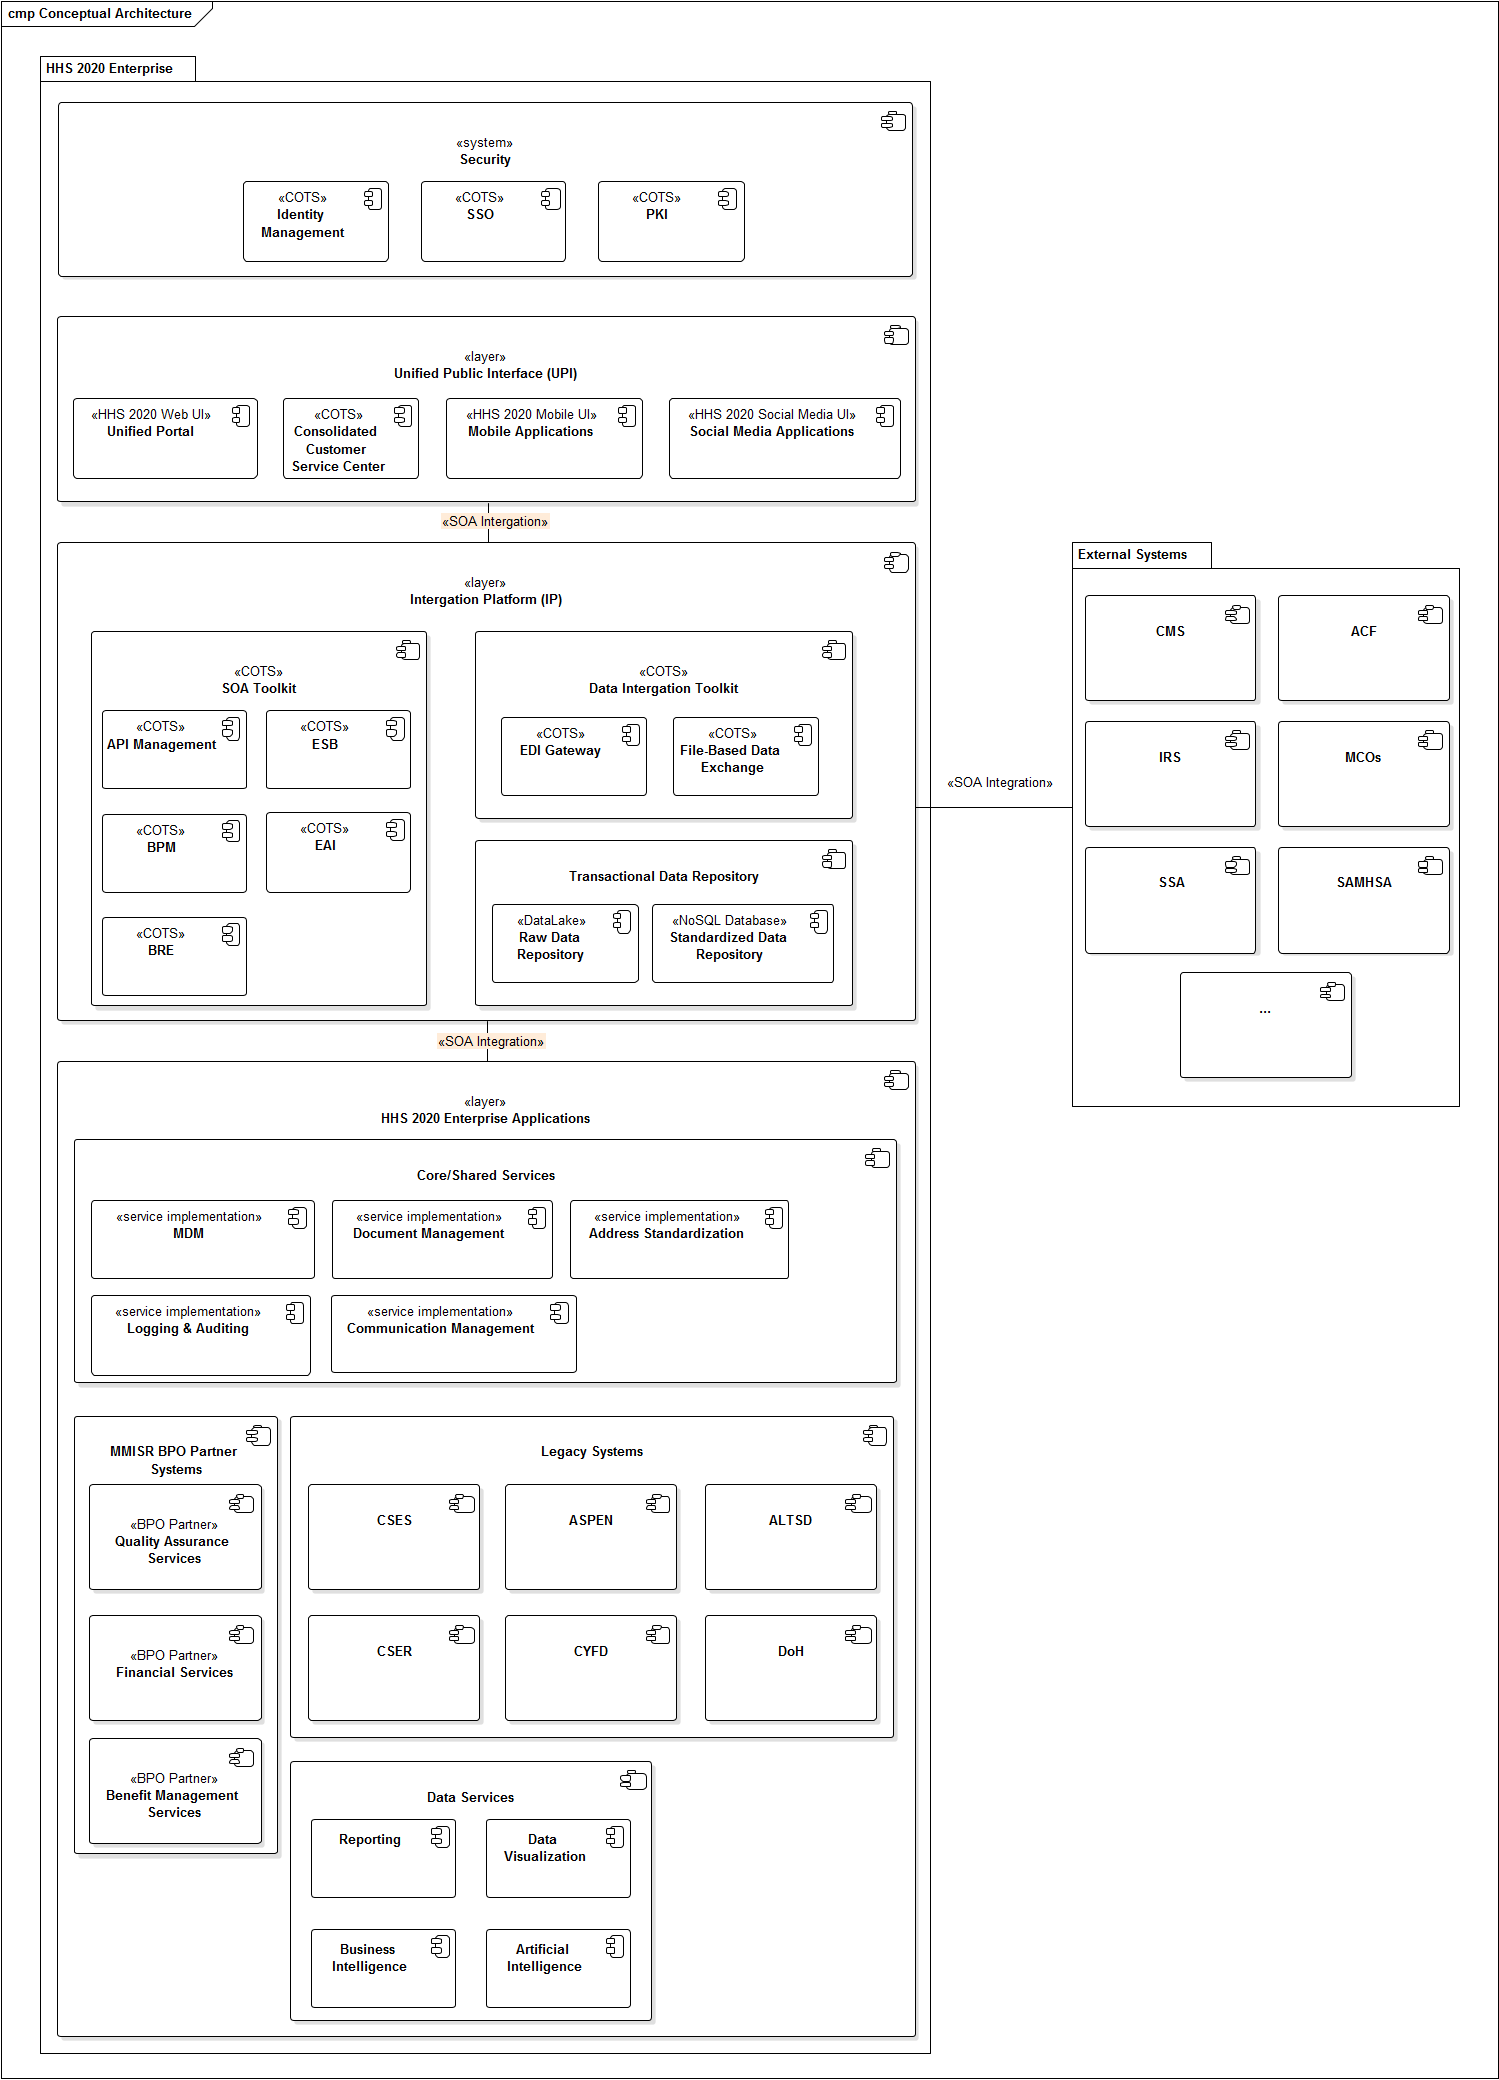 cmp Conceptual Architecture
HHS 2020 Enterprise
«system»
Security
«COTS»
Identity
Management
«COTS»
SSO
«COTS»
PKI
«layer»
Unified Public Interface (UPI)
«HHS 2020 Web UI»
Unified Portal
«COTS»
Consolidated
Customer
Service Center
«HHS 2020 Mobile UI»
Mobile Applications
«HHS 2020 Social Media UI»
Social Media Applications
«SOA Intergation»
«layer»
Intergation Platform (IP)
«COTS»
SOA Toolkit
«COTS»
API Management
«COTS»
ESB
«COTS»
BPM
«COTS»
EAI
«COTS»
BRE
«COTS»
Data Intergation Toolkit
«COTS»
EDI Gateway
«COTS»
File-Based Data
Exchange
Transactional Data Repository
«DataLake»
Raw Data
Repository
«NoSQL Database»
Standardized Data
Repository
«SOA Integration»
External Systems
CMS
ACF
IRS
MCOs
SSA
SAMHSA
...
«SOA Integration»
«layer»
HHS 2020 Enterprise Applications
Core/Shared Services
«service implementation»
MDM
«service implementation»
Document Management
«service implementation»
Address Standardization
«service implementation»
Logging & Auditing
«service implementation»
Communication Management
MMISR BPO Partner
Systems
«BPO Partner»
Quality Assurance
Services
«BPO Partner»
Financial Services
«BPO Partner»
Benefit Management
Services
Legacy Systems
CSES
ASPEN
ALTSD
CSER
CYFD
DoH
Data Services
Reporting
Data
Visualization
Business
Intelligence
Artificial
Intelligence